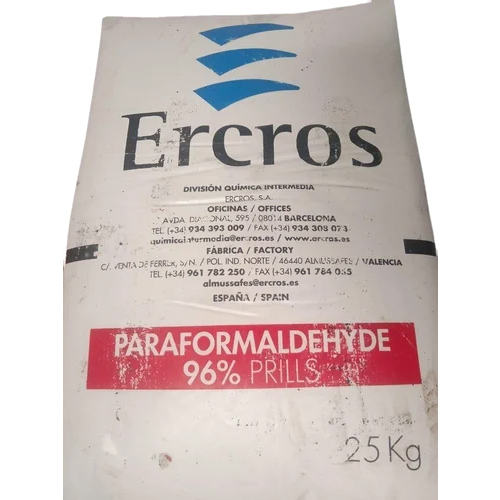 Ercros
DIVISIÓN QUÍMICA INTERMEDIA
ERCROS, S.A.
OFICINAS / OFFICES
AVDA. DIAGONAL, 595 / 08014 BARCELONA
TEL. (+34) 934 393 009 / FAX (+34) 934 308 073
quimicaintermedia@ercros.es / www.ercros.es
FÁBRICA / FACTORY
C/. VENTA DE FERRER, S/N. / POL. IND. NORTE / 46440 ALMUSSAFES / VALENCIA
TEL. (+34) 961 782 250 / FAX (+34) 961 784 055
almussafes@ercros.es
ESPAÑA / SPAIN
PARAFORMALDEHYDE
96% PRILLS
25Kg